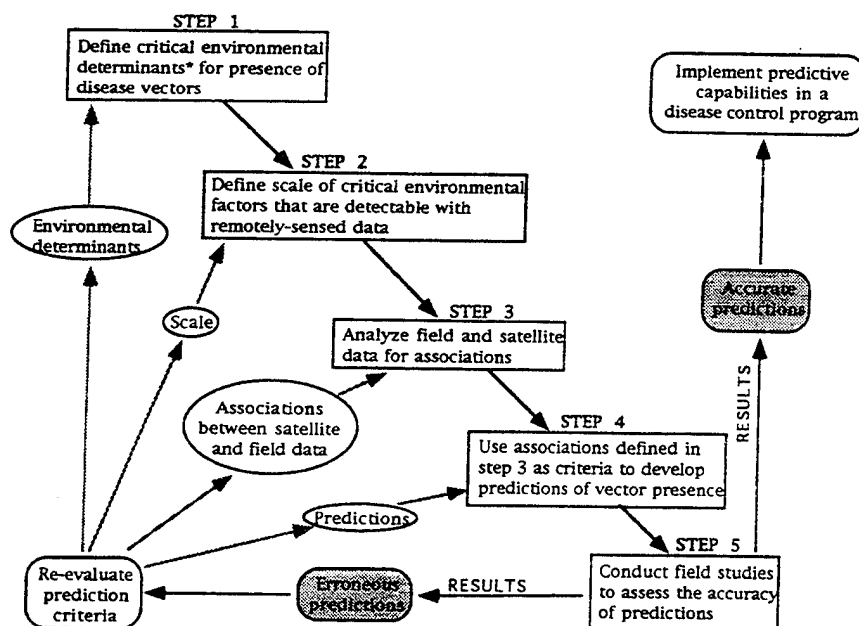 STEP 1
Define critical environmental
determinants* for presence of
disease vectors
Implement predictive
capabilities in a
disease control program
STEP 2
Define scale of critical environmental
factors that are detectable with
remotely-sensed data
Environmental
determinants
Accurate
predictions
Scale
STEP 3
Analyze field and satellite
data for associations
RESULTS
Associations
between satellite
and field data
STEP 4
Use associations defined in
step 3 as criteria to develop
predictions of vector presence
Predictions
STEP 5
Conduct field studies
to assess the accuracy
of predictions
RESULTS
Erroneous
predictions
Re-evaluate
prediction
criteria